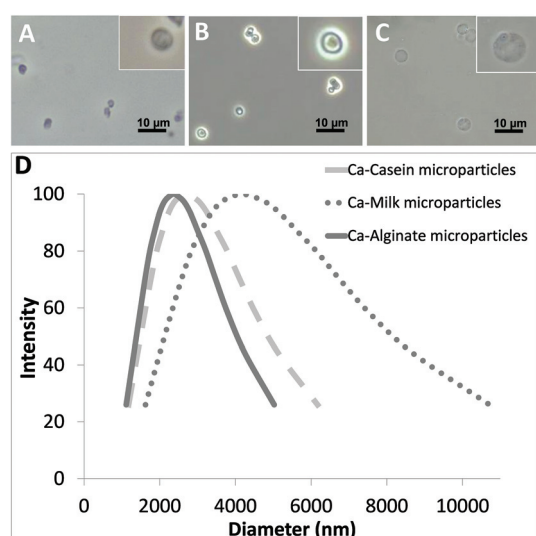 A
B
C
10 µm
10 µm
10 µm
D
Ca-Casein microparticles
Ca-Milk microparticles
Ca-Alginate microparticles
100
80
60
40
20
0
Intensity
0 2000 4000 6000 8000 10000
Diameter (nm)